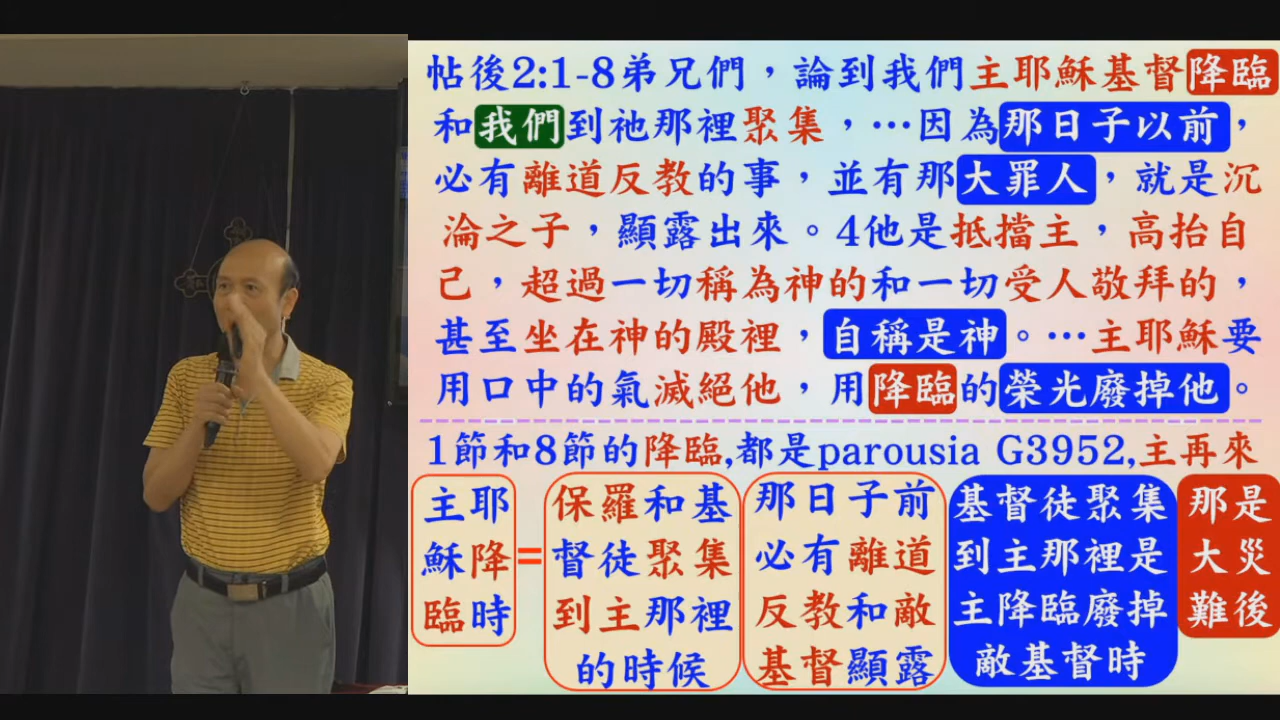 帖後2:1-8弟兄們，論到我們主耶穌基督降臨
和我們到祂那裡聚集，…因為那日子以前，
必有離道反教的事，並有那大罪人，就是沉
淪之子，顯露出來。4他是抵擋主，高抬自
己，超過一切稱為神的和一切受人敬拜的，
甚至坐在神的殿裡，自稱是神。…主耶穌要
用口中的氣滅絕他，用降臨的榮光廢掉他。
1節和8節的降臨,都是parousia G3952,主再來
主耶
穌降
臨時
=
保羅和基
督徒聚集
到主那裡
的時候
那日子前
必有離道
反教和敵
基督顯露
基督徒聚集
到主那裡是
主降臨廢掉
敵基督時
那是
大災
難後